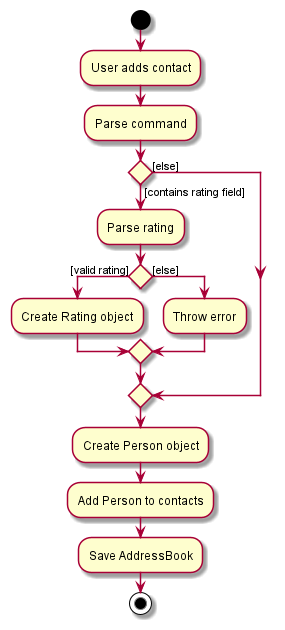 User adds contact
Parse command
[else]
[contains rating field]
Parse rating
[valid rating]
[else]
Create Rating object
Throw error
Create Person object
Add Person to contacts
Save AddressBook